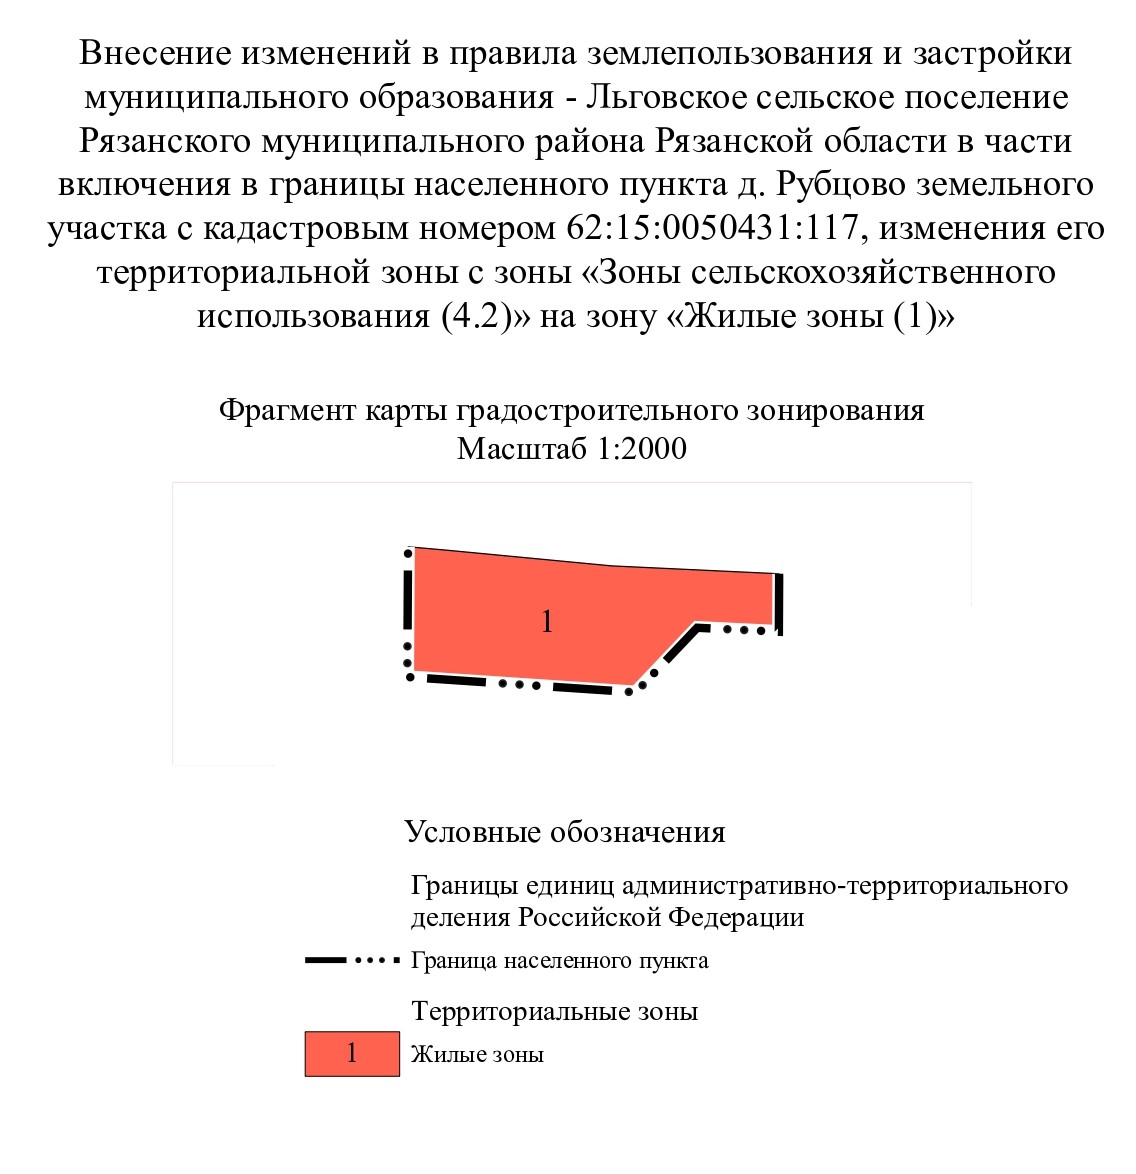 Внесение изменений в правила землепользования и застройки
муниципального образования - Льговское сельское поселение
Рязанского муниципального района Рязанской области в части
включения в границы населенного пункта д. Рубцово земельного
участка с кадастровым номером 62:15:0050431:117, изменения его
территориальной зоны с зоны «Зоны сельскохозяйственного
использования (4.2)» на зону «Жилые зоны (1)»
Фрагмент карты градостроительного зонирования
Масштаб 1:2000
1
Условные обозначения
Границы единиц административно-территориального
деления Российской Федерации
Граница населенного пункта
Территориальные зоны
1 Жилые зоны